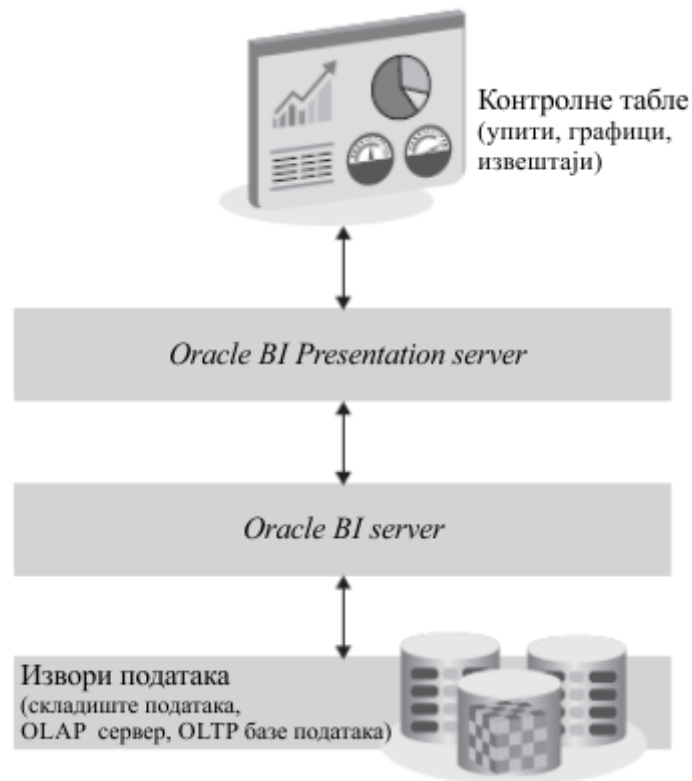 Контролне табле
(упити, графици,
извештаји)
Oracle BI Presentation server
Oracle BI server
Извори података
(складиште података,
OLAP сервер, OLTP базе података)